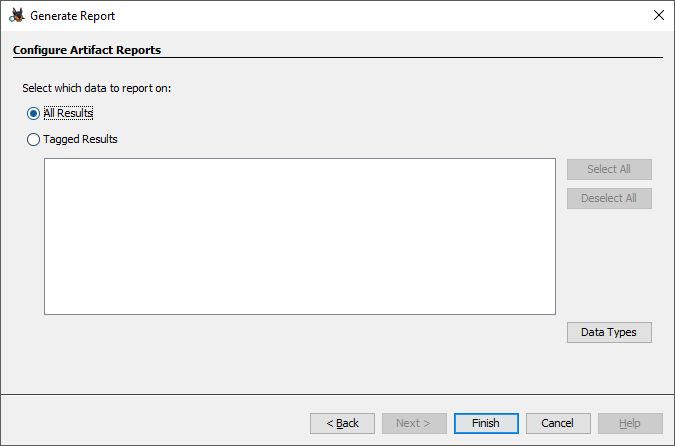 Generate Report
Configure Artifact Reports
Select which data to report on:
All Results
Tagged Results
Select All
Deselect All
Data Types
< Back Next > Finish Cancel Help